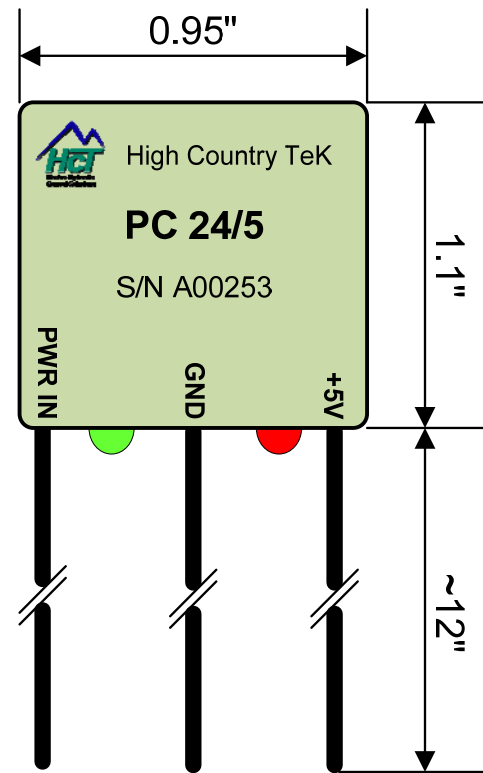 0.95"
HCT
High Country TeK
PC 24/5
S/N A00253
PWR IN
GND
+5V
1.1"
~12"